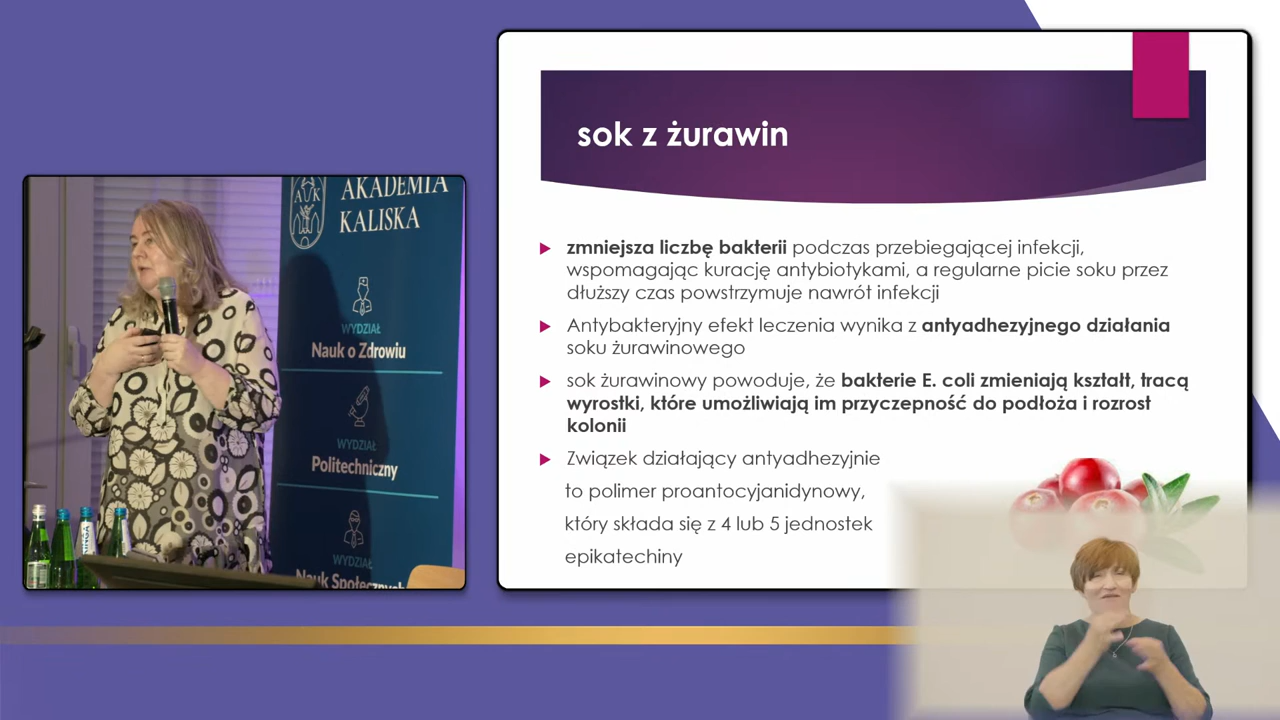 sok z żurawin
zmniejsza liczbę bakterii podczas przebiegającej infekcji,
wspomagając kurację antybiotykami, a regularne picie soku przez
dłuższy czas powstrzymuje nawrót infekcji
Antybakteryjny efekt leczenia wynika z antyadhezyjnego działania
soku żurawinowego
sok żurawinowy powoduje, że bakterie E. coli zmieniają kształt, tracą
wyrostki, które umożliwiają im przyczepność do podłoża i rozrost
kolonii
Związek działający antyadhezyjnie
to polimer proantocyjanidynowy,
który składa się z 4 lub 5 jednostek
epikatechiny
AKADEMIA
KALISKA
AK
WYDZIAŁ
Nauk o Zdrowiu
WYDZIAŁ
Politechniczny
WYDZIAŁ
Nauk Społecznych